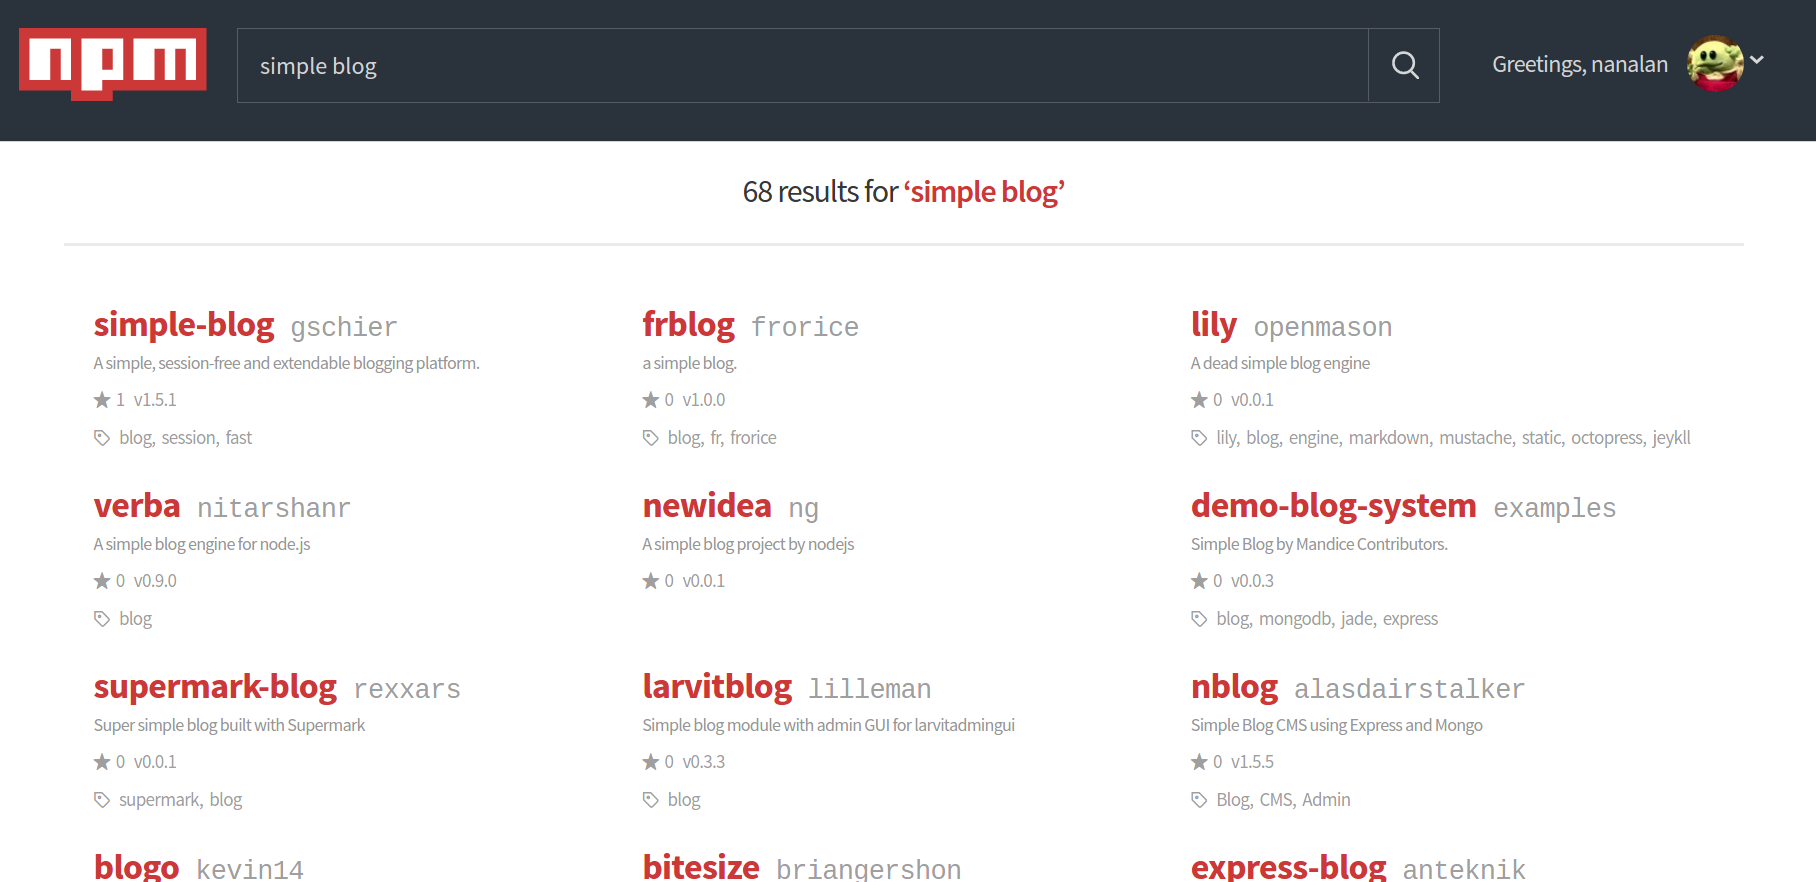 npm
simple blog
Greetings, nanalan
68 results for ‘simple blog’
simple-blog gschier
A simple, session-free and extendable blogging platform.
★ 1 v1.5.1
blog, session, fast
frblog frorice
a simple blog.
★ 0 v1.0.0
blog, fr, frorice
lily openmason
A dead simple blog engine
★ 0 v0.0.1
lily, blog, engine, markdown, mustache, static, octopress, jeykll
verba nitarshanr
A simple blog engine for node.js
★ 0 v0.9.0
blog
newidea ng
A simple blog project by nodejs
★ 0 v0.0.1
demo-blog-system examples
Simple Blog by Mandice Contributors.
★ 0 v0.0.3
blog, mongodb, jade, express
supermark-blog rexxars
Super simple blog built with Supermark
★ 0 v0.0.1
supermark, blog
larvitblog lilleman
Simple blog module with admin GUI for larvitadmingui
★ 0 v0.3.3
blog
nblog alasdairstalker
Simple Blog CMS using Express and Mongo
★ 0 v1.5.5
Blog, CMS, Admin
blogo kevin14
bitesize briangershon
express-blog anteknik